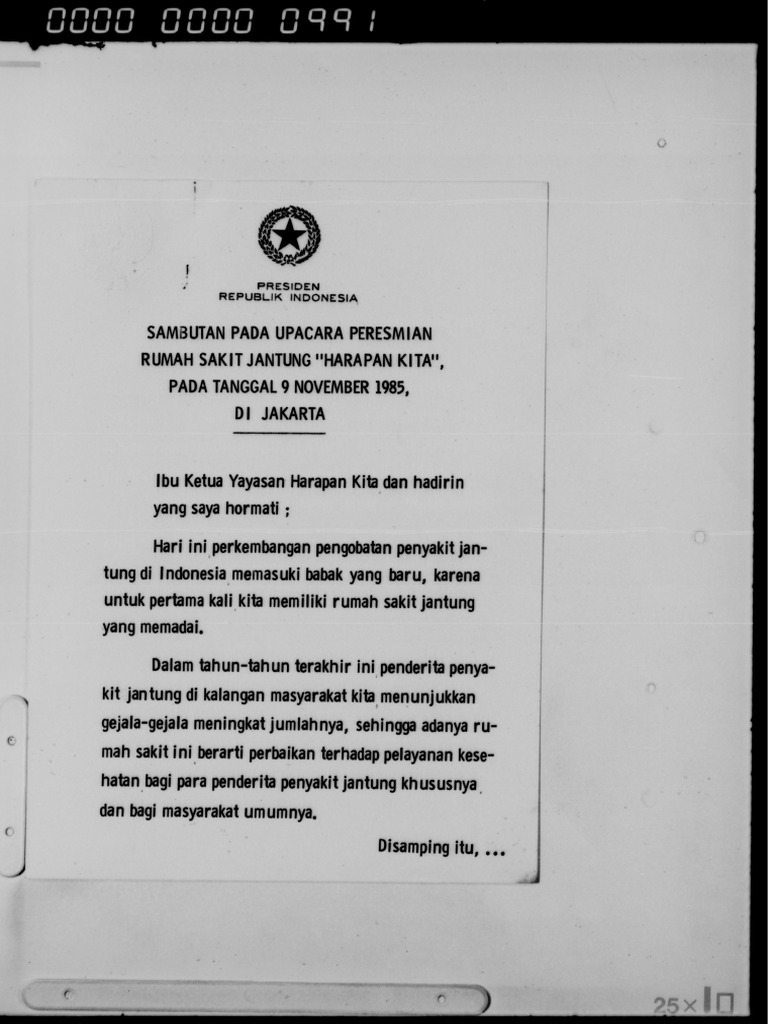 0000 0000 0991
PRESIDEN
REPUBLIK INDONESIA
SAMBUTAN PADA UPACARA PERESMIAN
RUMAH SAKIT JANTUNG "HARAPAN KITA",
PADA TANGGAL 9 NOVEMBER 1985,
DI JAKARTA
Ibu Ketua Yayasan Harapan Kita dan hadirin
yang saya hormati ;
Hari ini perkembangan pengobatan penyakit jan-
tung di Indonesia memasuki babak yang baru, karena
untuk pertama kali kita memiliki rumah sakit jantung
yang memadai.
Dalam tahun-tahun terakhir ini penderita penya-
kit jantung di kalangan masyarakat kita menunjukkan
gejala-gejala meningkat jumlahnya, sehingga adanya ru-
mah sakit ini berarti perbaikan terhadap pelayanan kese-
hatan bagi para penderita penyakit jantung khususnya
dan bagi masyarakat umumnya.
Disamping itu, ...
25×